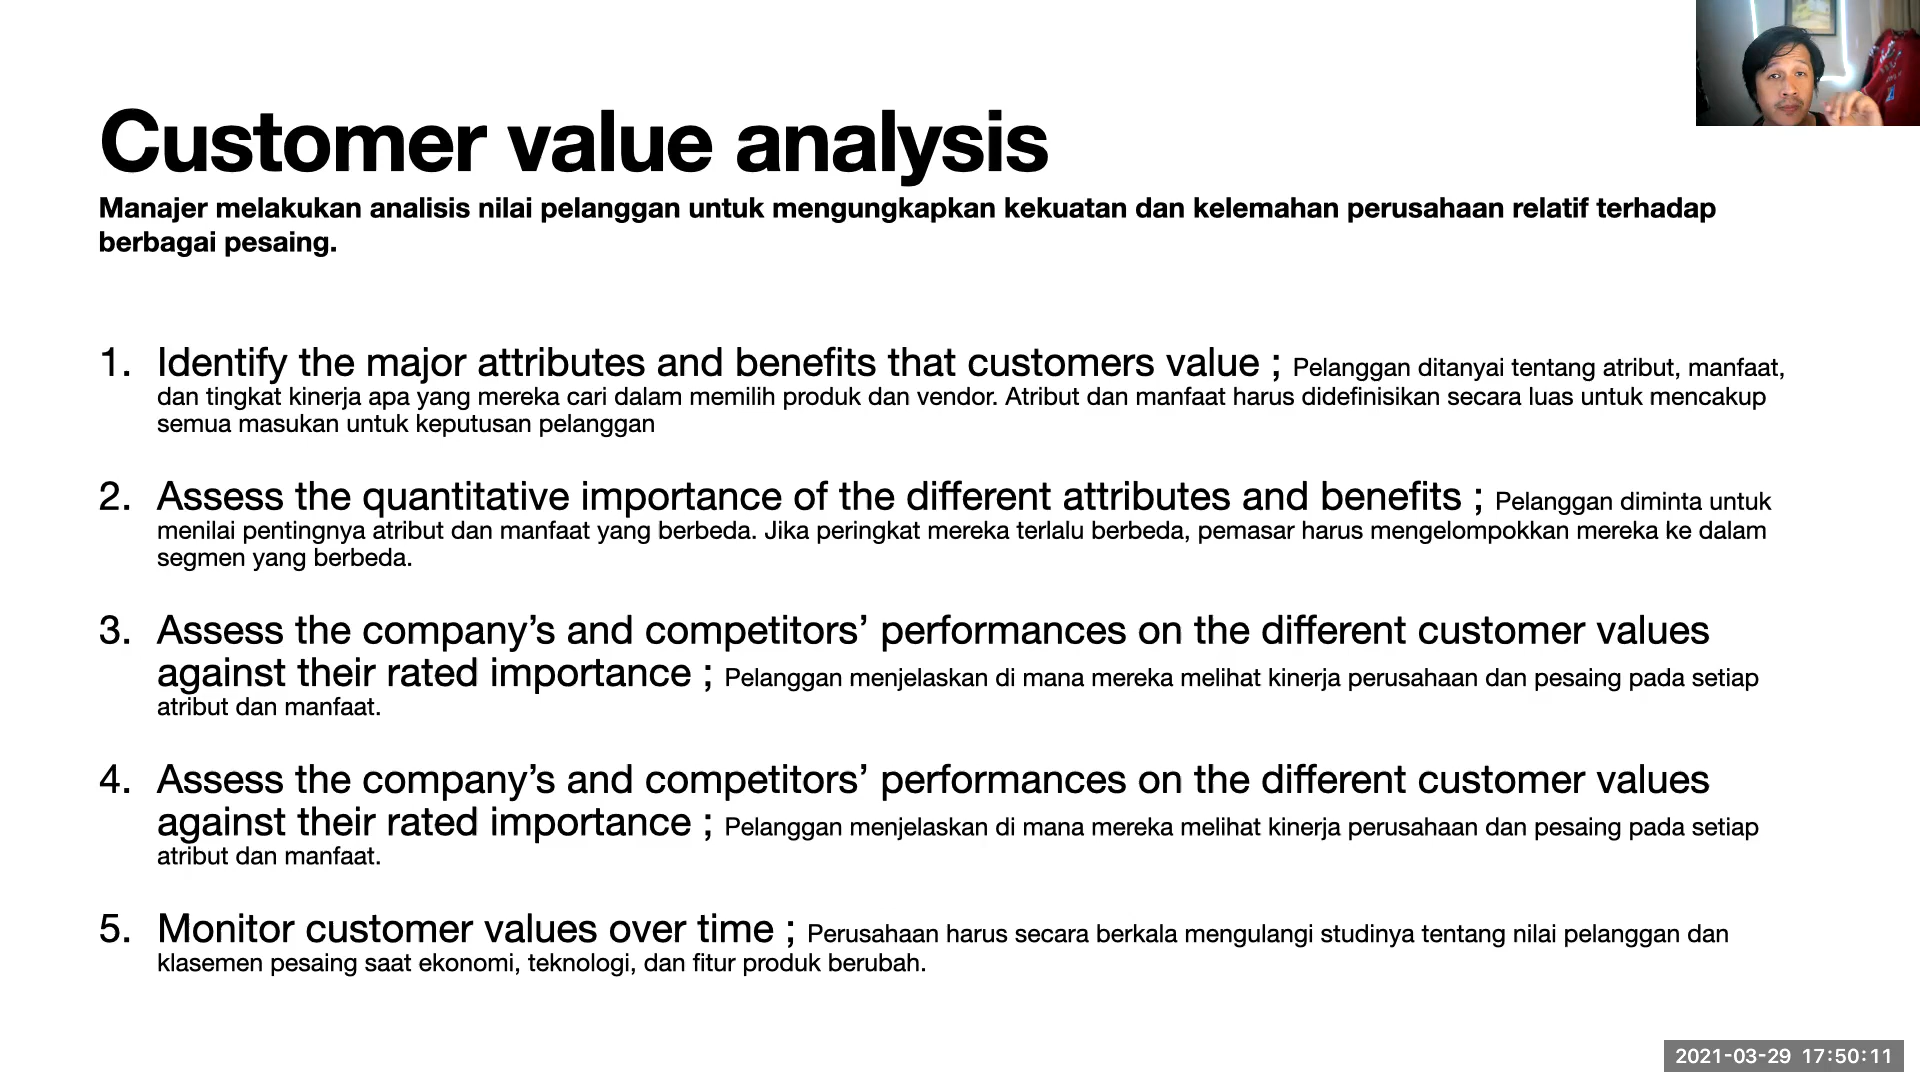 Customer value analysis
Manajer melakukan analisis nilai pelanggan untuk mengungkapkan kekuatan dan kelemahan perusahaan relatif terhadap
berbagai pesaing.
1. Identify the major attributes and benefits that customers value ; Pelanggan ditanyai tentang atribut, manfaat,
dan tingkat kinerja apa yang mereka cari dalam memilih produk dan vendor. Atribut dan manfaat harus didefinisikan secara luas untuk mencakup
semua masukan untuk keputusan pelanggan
2. Assess the quantitative importance of the different attributes and benefits ; Pelanggan diminta untuk
menilai pentingnya atribut dan manfaat yang berbeda. Jika peringkat mereka terlalu berbeda, pemasar harus mengelompokkan mereka ke dalam
segmen yang berbeda.
3. Assess the company’s and competitors’ performances on the different customer values
against their rated importance ; Pelanggan menjelaskan di mana mereka melihat kinerja perusahaan dan pesaing pada setiap
atribut dan manfaat.
4. Assess the company’s and competitors’ performances on the different customer values
against their rated importance ; Pelanggan menjelaskan di mana mereka melihat kinerja perusahaan dan pesaing pada setiap
atribut dan manfaat.
5. Monitor customer values over time ; Perusahaan harus secara berkala mengulangi studinya tentang nilai pelanggan dan
klasemen pesaing saat ekonomi, teknologi, dan fitur produk berubah.
2021-03-29 17:50:11